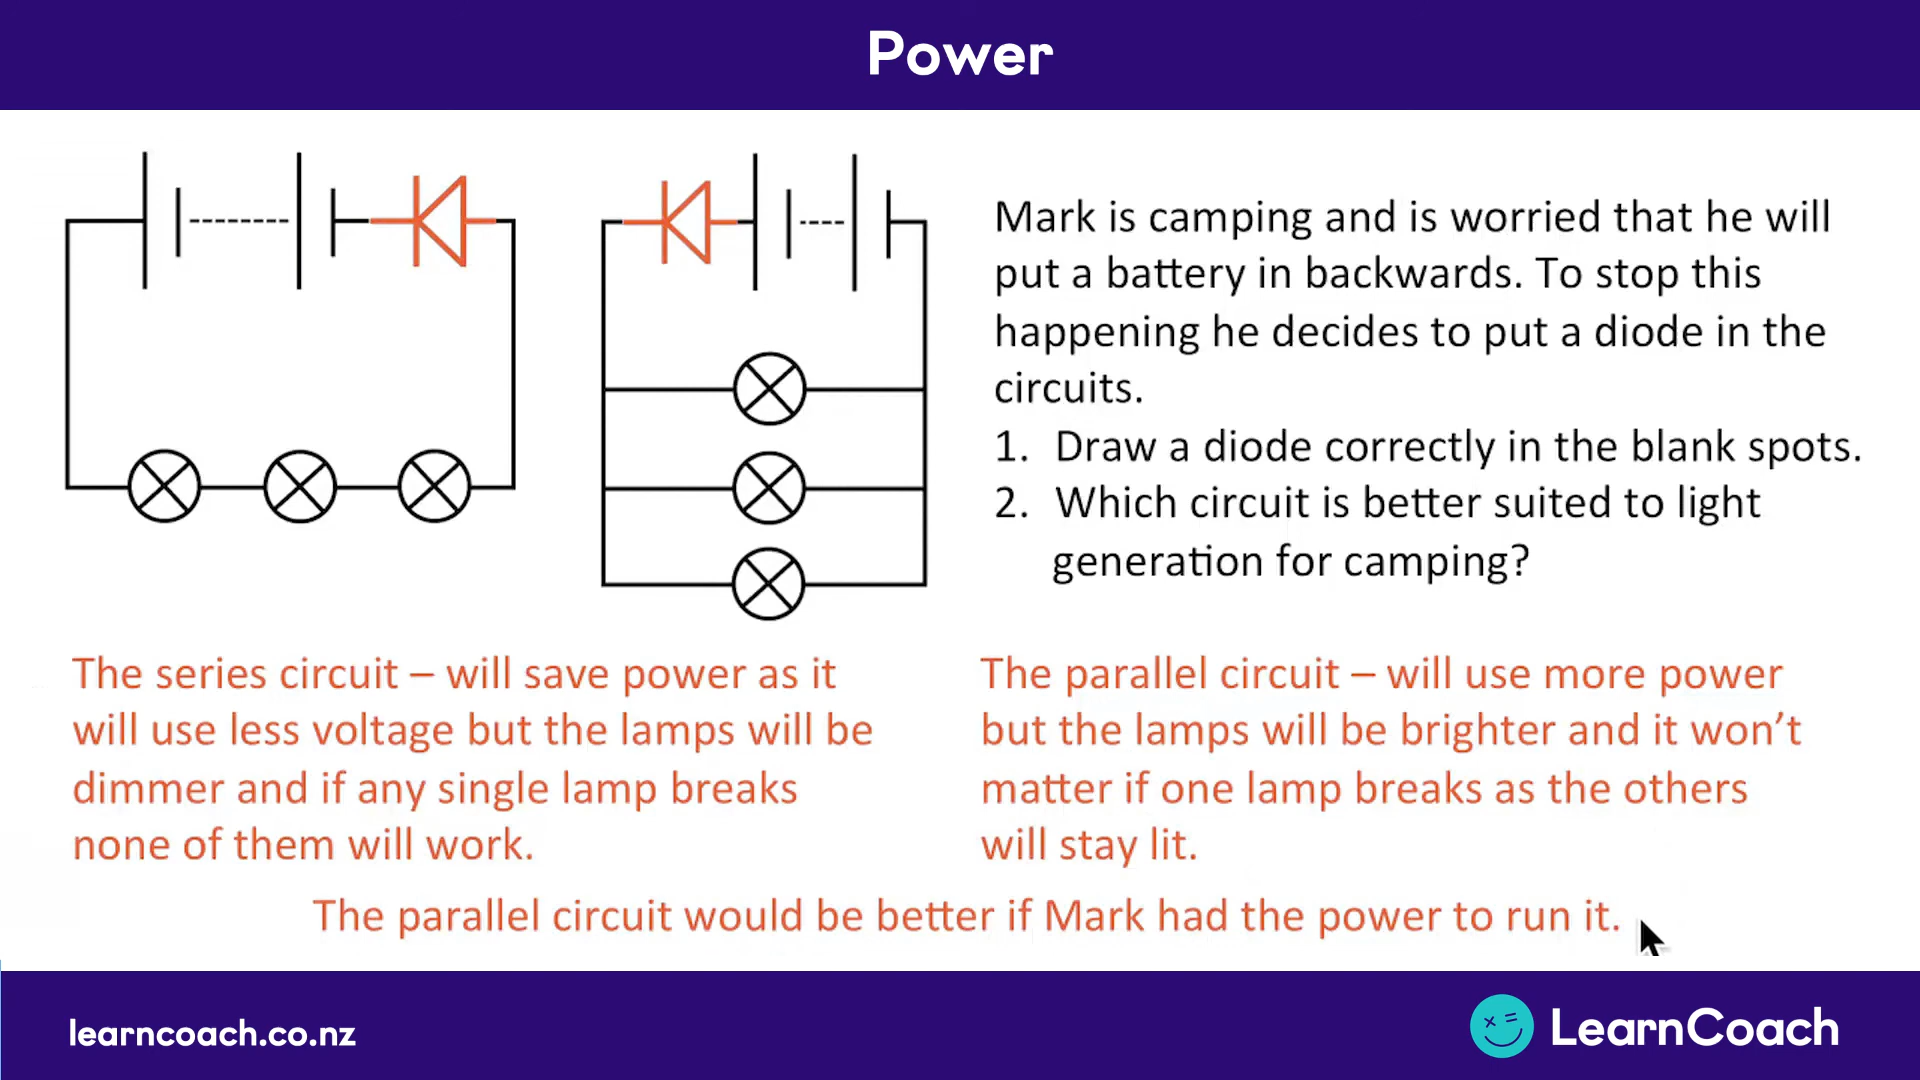 Power
Mark is camping and is worried that he will
put a battery in backwards. To stop this
happening he decides to put a diode in the
circuits.
1. Draw a diode correctly in the blank spots.
2. Which circuit is better suited to light
generation for camping?
The series circuit – will save power as it
will use less voltage but the lamps will be
dimmer and if any single lamp breaks
none of them will work.
The parallel circuit – will use more power
but the lamps will be brighter and it won’t
matter if one lamp breaks as the others
will stay lit.
The parallel circuit would be better if Mark had the power to run it.
learncoach.co.nz
LearnCoach